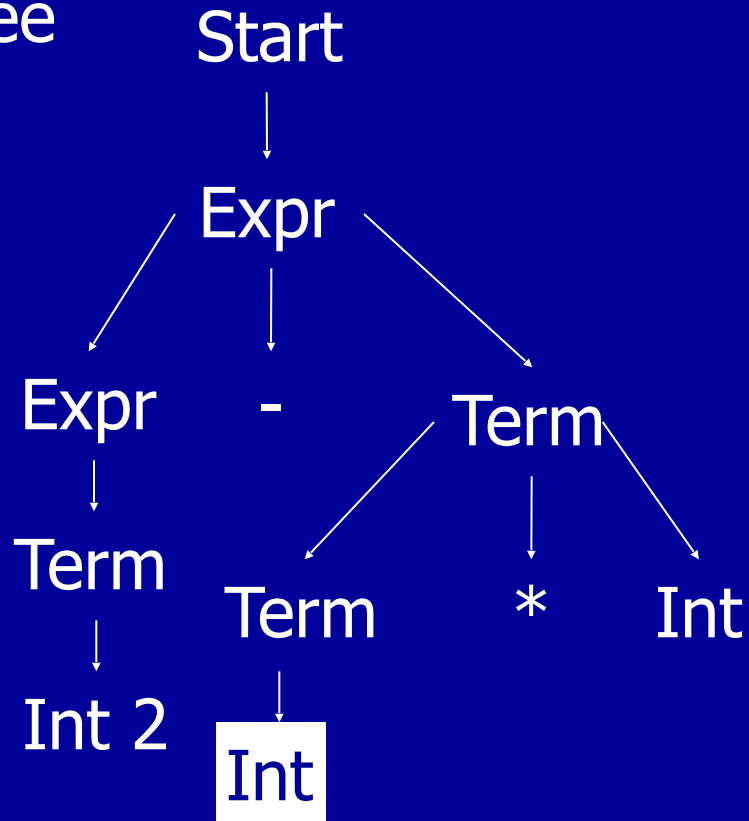 ee
Start
Expr
Expr - Term
Term
Term * Int
Int 2
Int